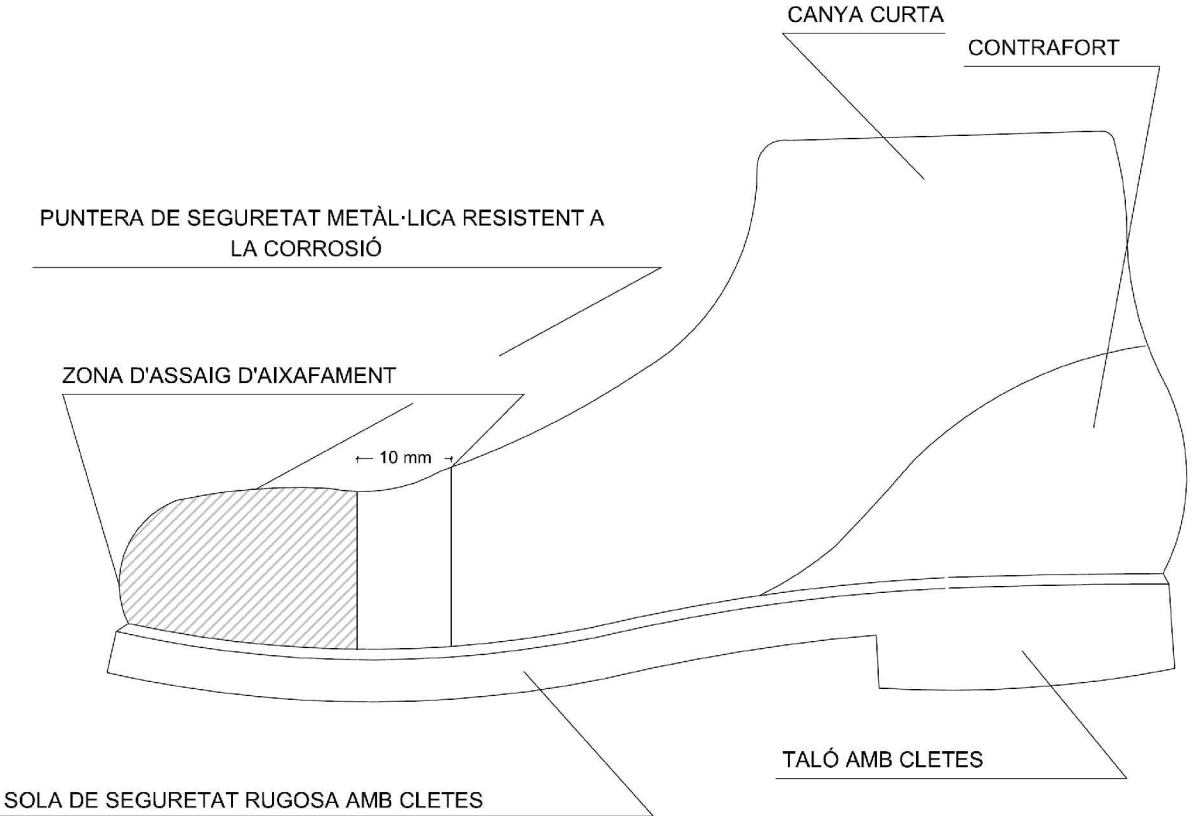 CANYA CURTA
CONTRAFORT
PUNTERA DE SEGURETAT METÀL·LICA RESISTENT A
LA CORROSIÓ
ZONA D'ASSAIG D'AIXAFAMENT
10 mm
TALÓ AMB CLETES
SOLA DE SEGURETAT RUGOSA AMB CLETES